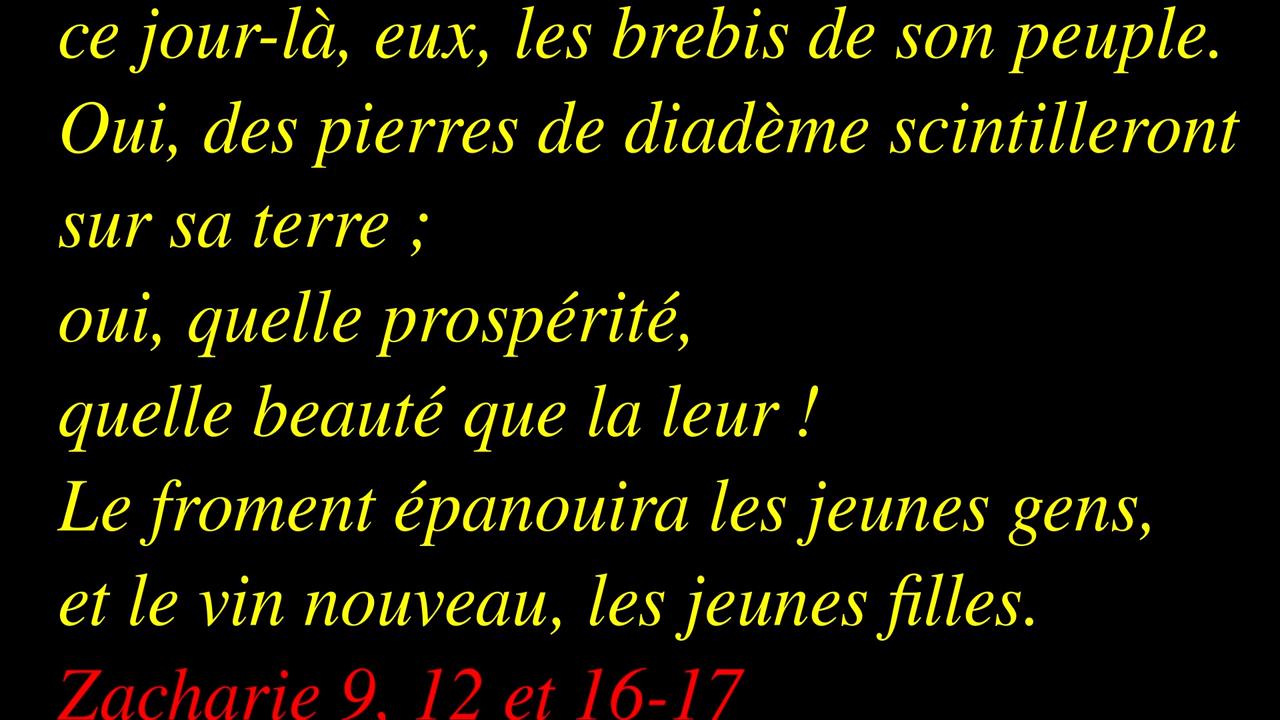 ce jour-là, eux, les brebis de son peuple.
Oui, des pierres de diadème scintilleront
sur sa terre ;
oui, quelle prospérité,
quelle beauté que la leur !
Le froment épanouira les jeunes gens,
et le vin nouveau, les jeunes filles.
Zacharie 9, 12 et 16-17